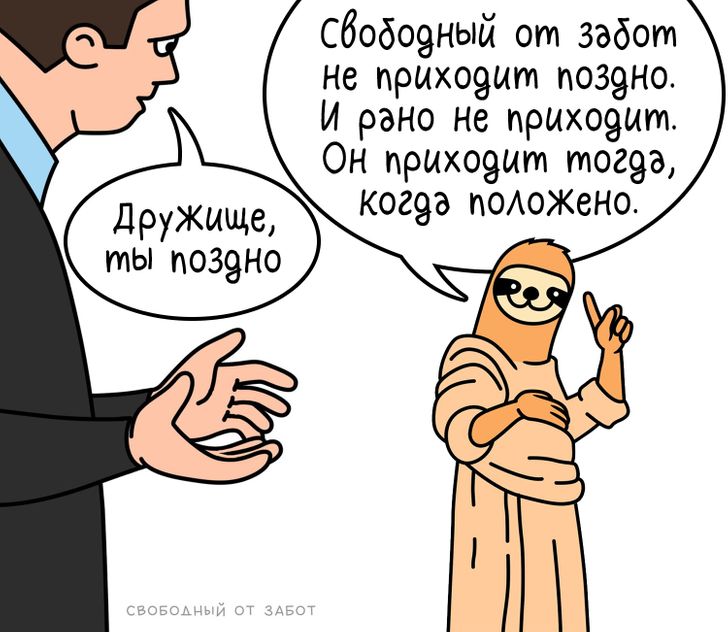 Дружище,
ты поздно
Свободный от забот
не приходит поздно.
И рано не приходит.
Он приходит тогда,
когда положено.
СВОБОДНЫЙ ОТ ЗАБОТ